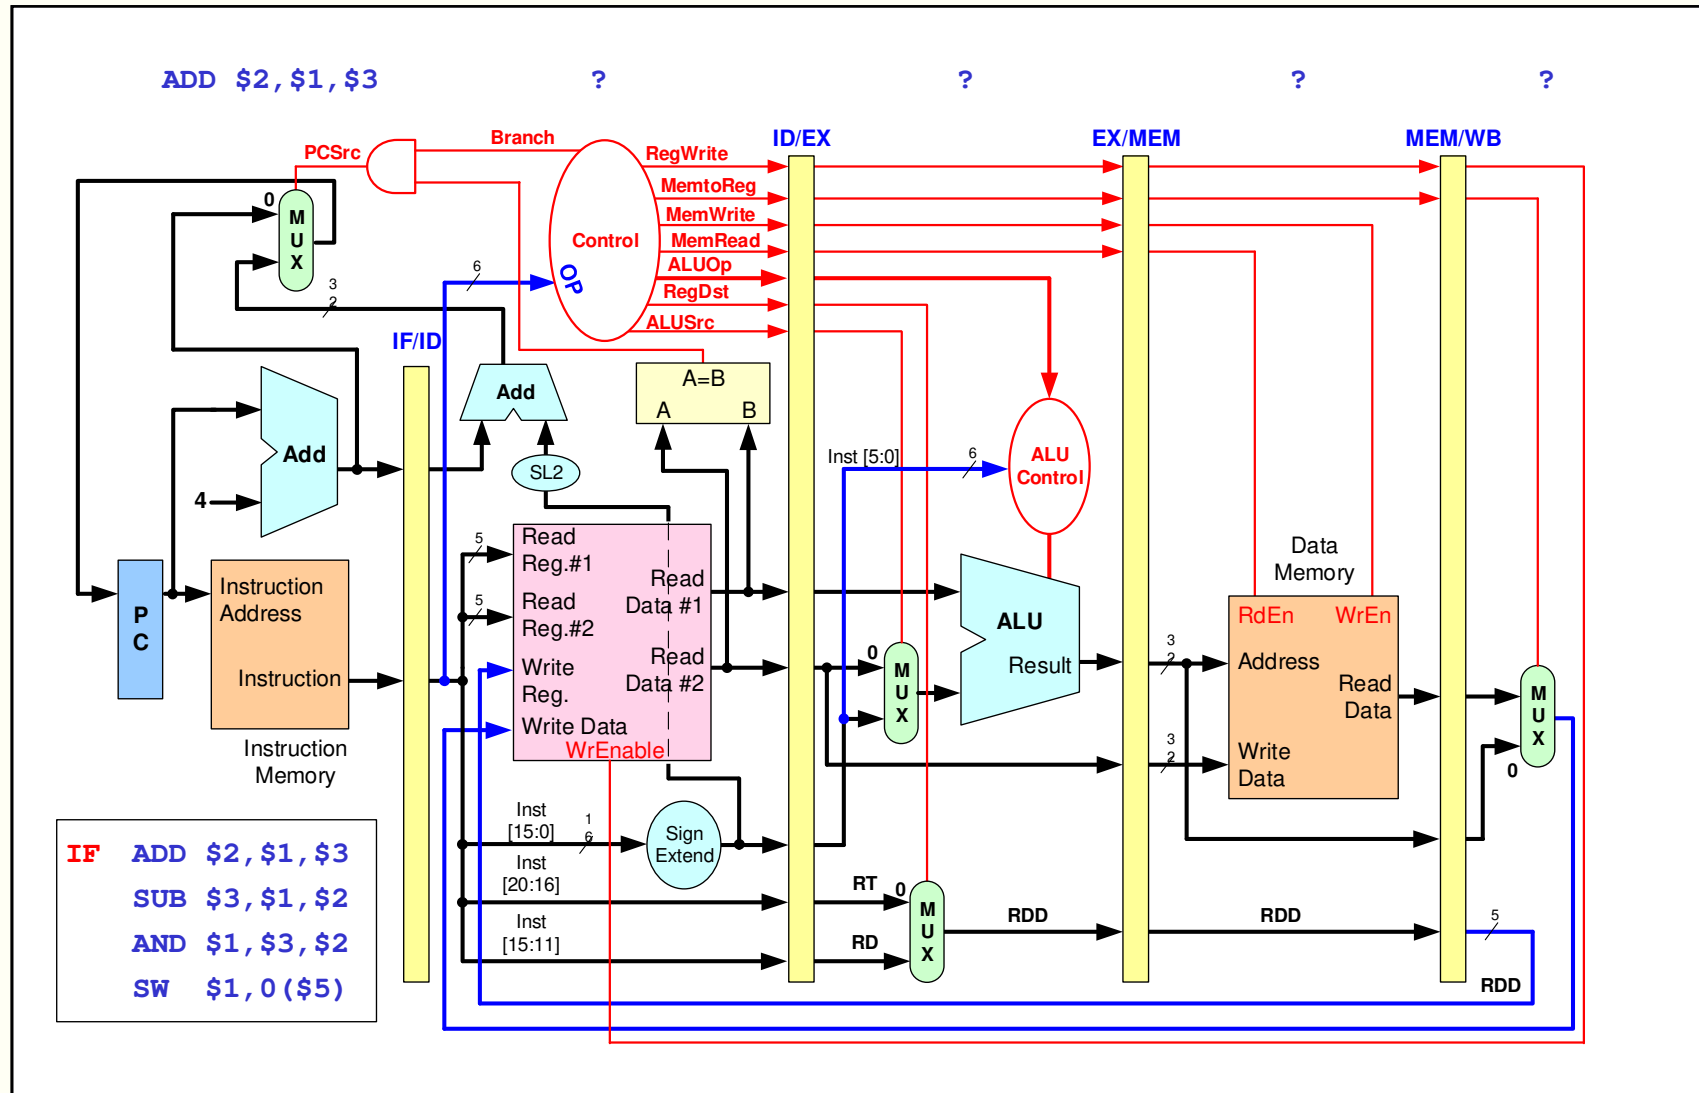 ADD $2,$1,$3 ? ? ? ?
ID/EX EX/MEM MEM/WB
Branch
PCSrc
RegWrite
MemtoReg
MemWrite
MemRead
ALUOp
RegDst
ALUSrc
Control
OP
0
M
U
X
6
3
2
IF/ID
Add
4
Add
SL2
A=B
A B
Inst [5:0] 6
ALU
Control
P
C
Instruction
Address
Instruction
Instruction
Memory
5
Read
Reg.#1
5
Read
Reg.#2
Write
Reg.
Write Data
WrEnable
Read
Data #1
Read
Data #2
0
M
U
X
ALU
Result
Data
Memory
RdEn WrEn
3
2
Address
Read
Data
3
2
Write
Data
M
U
X
0
Inst
[15:0]
1
6
Sign
Extend
Inst
[20:16]
Inst
[15:11]
RT 0
RD
M
U
X
RDD
RDD
5
RDD
IF ADD $2,$1,$3
SUB $3,$1,$2
AND $1,$3,$2
SW $1,0($5)